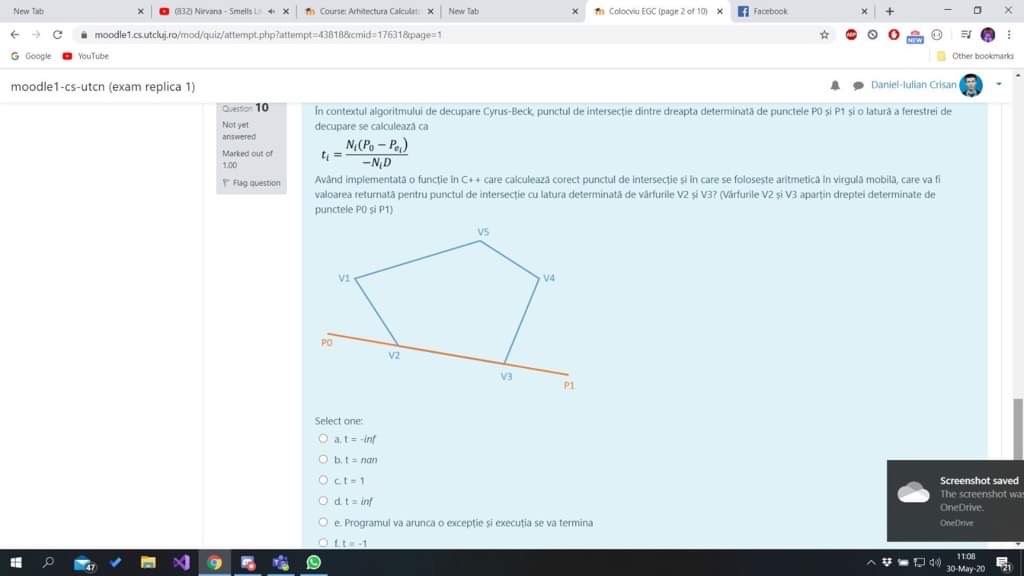 New Tab
(832) Nirvana - Smells Li
Course: Arhitectura Calculat
New Tab
Colocviu EGC (page 2 of 10)
Facebook
moodle1.cs.utcluj.ro/mod/quiz/attempt.php?attempt=43818&cmid=17631&page=1
ABP
NEW
Google
YouTube
Other bookmarks
moodle1-cs-utcn (exam replica 1)
Daniel-Iulian Crisan
Question 10
Not yet
answered
Marked out of
1.00
Flag question
În contextul algoritmului de decupare Cyrus-Beck, punctul de intersecție dintre dreapta determinată de punctele P0 și P1 și o latură a ferestrei de
decupare se calculează ca
tᵢ = Nᵢ(P₀ − Pₑᵢ) / −NᵢD
Având implementată o funcție în C++ care calculează corect punctul de intersecție și în care se folosește aritmetică în virgulă mobilă, care va fi
valoarea returnată pentru punctul de intersecție cu latura determinată de vârfurile V2 și V3? (Vârfurile V2 și V3 aparțin dreptei determinate de
punctele P0 și P1)
V5
V1
V4
P0
V2
V3
P1
Select one:
a. t = -inf
b. t = nan
c. t = 1
d. t = inf
e. Programul va arunca o excepție și execuția se va termina
f. t = -1
Screenshot saved
The screenshot was
OneDrive.
OneDrive
47
11:08
30-May-20
21